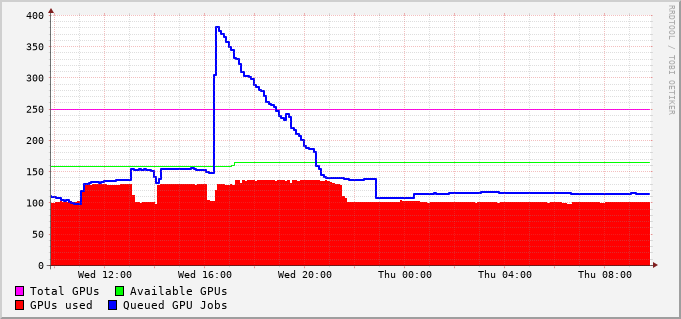 400
350
300
250
200
150
100
50
0
Wed 12:00 Wed 16:00 Wed 20:00 Thu 00:00 Thu 04:00 Thu 08:00
Total GPUs Available GPUs
GPUs used Queued GPU Jobs
RRDTOOL / TOBI OETIKER